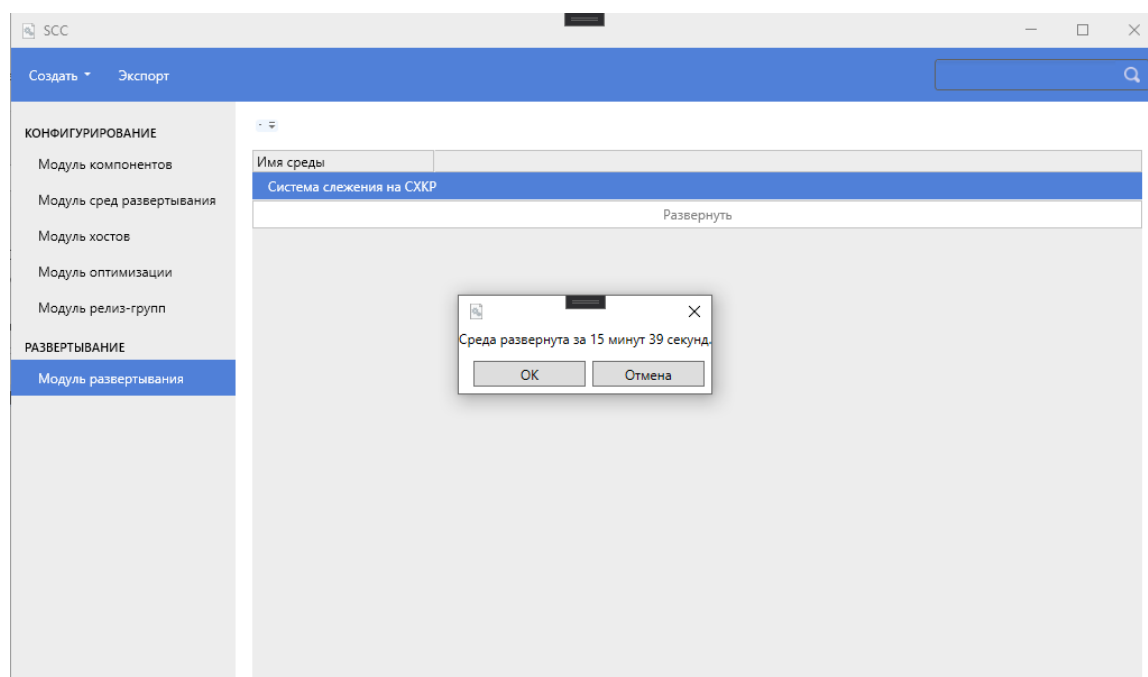 SCC
Создать Экспорт
КОНФИГУРИРОВАНИЕ
Модуль компонентов
Модуль сред развертывания
Модуль хостов
Модуль оптимизации
Модуль релиз-групп
РАЗВЕРТЫВАНИЕ
Модуль развертывания
Имя среды
Система слежения на СХКР
Развернуть
Среда развернута за 15 минут 39 секунд.
OK Отмена